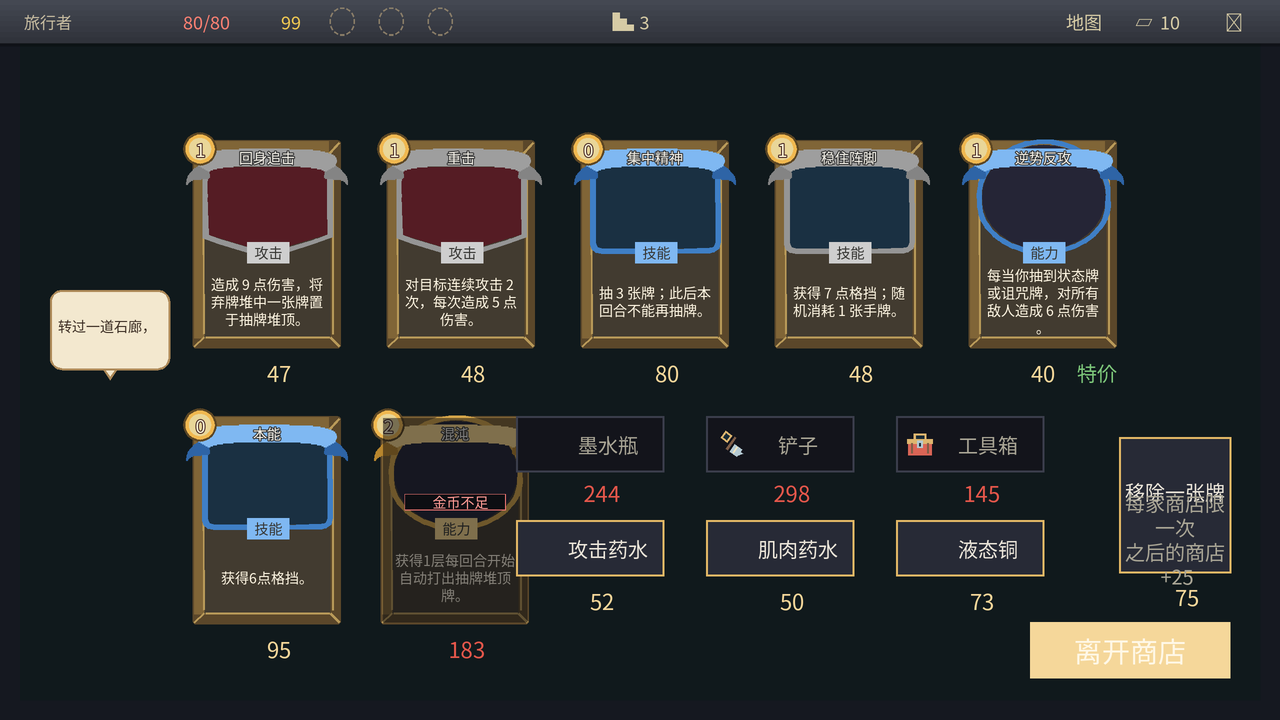 旅行者
80/80
99
3
地图
10
1
回身追击
攻击
造成 9 点伤害，将
弃牌堆中一张牌置
于抽牌堆顶。
47
1
重击
攻击
对目标连续攻击 2
次，每次造成 5 点
伤害。
48
0
集中精神
技能
抽 3 张牌；此后本
回合不能再抽牌。
80
1
稳住阵脚
技能
获得 7 点格挡；随
机消耗 1 张手牌。
48
1
逆势反攻
能力
每当你抽到状态牌
或诅咒牌，对所有
敌人造成 6 点伤害
。
40
特价
转过一道石廊，
0
本能
技能
获得6点格挡。
95
2
混沌
金币不足
能力
获得1层每回合开始
自动打出抽牌堆顶
牌。
183
墨水瓶
244
铲子
298
工具箱
145
攻击药水
52
肌肉药水
50
液态铜
73
移除一张牌
每家商店限
一次
之后的商店
+25
75
离开商店